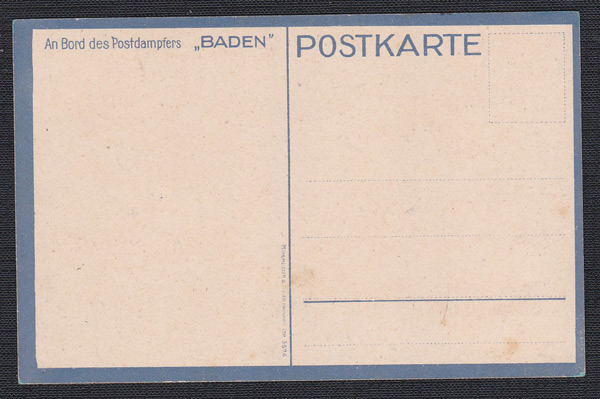 An Bord des Postdampfers „BADEN”
POSTKARTE